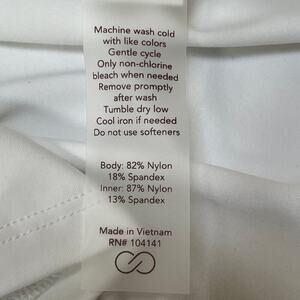 Machine wash cold
with like colors
Gentle cycle
Only non-chlorine
bleach when needed
Remove promptly
after wash
Tumble dry low
Cool iron if needed
Do not use softeners
Body: 82% Nylon
18% Spandex
Inner: 87% Nylon
13% Spandex
Made in Vietnam
RN# 104141